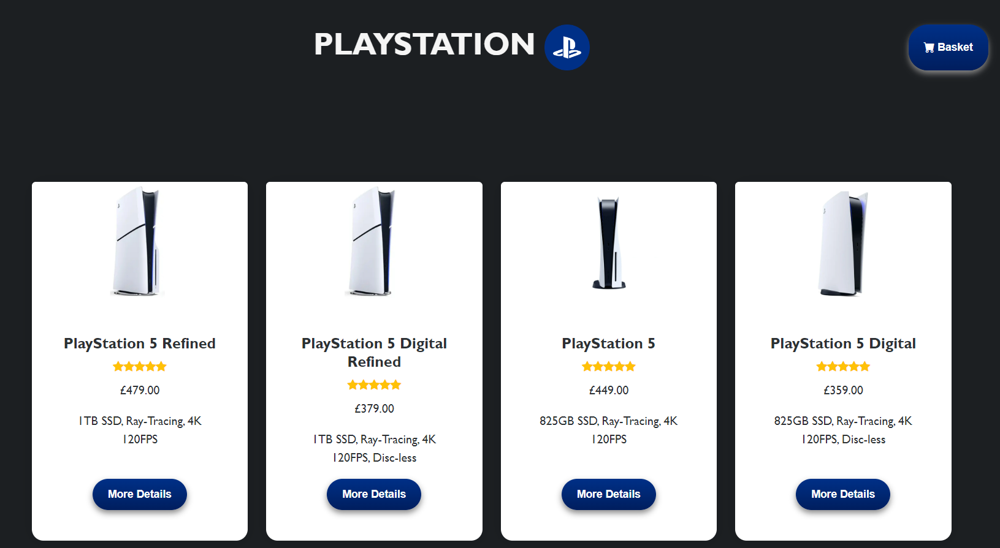 PLAYSTATION
Basket
PlayStation 5 Refined
£479.00
1TB SSD, Ray-Tracing, 4K
120FPS
More Details
PlayStation 5 Digital
Refined
£379.00
1TB SSD, Ray-Tracing, 4K
120FPS, Disc-less
More Details
PlayStation 5
£449.00
825GB SSD, Ray-Tracing, 4K
120FPS
More Details
PlayStation 5 Digital
£359.00
825GB SSD, Ray-Tracing, 4K
120FPS, Disc-less
More Details